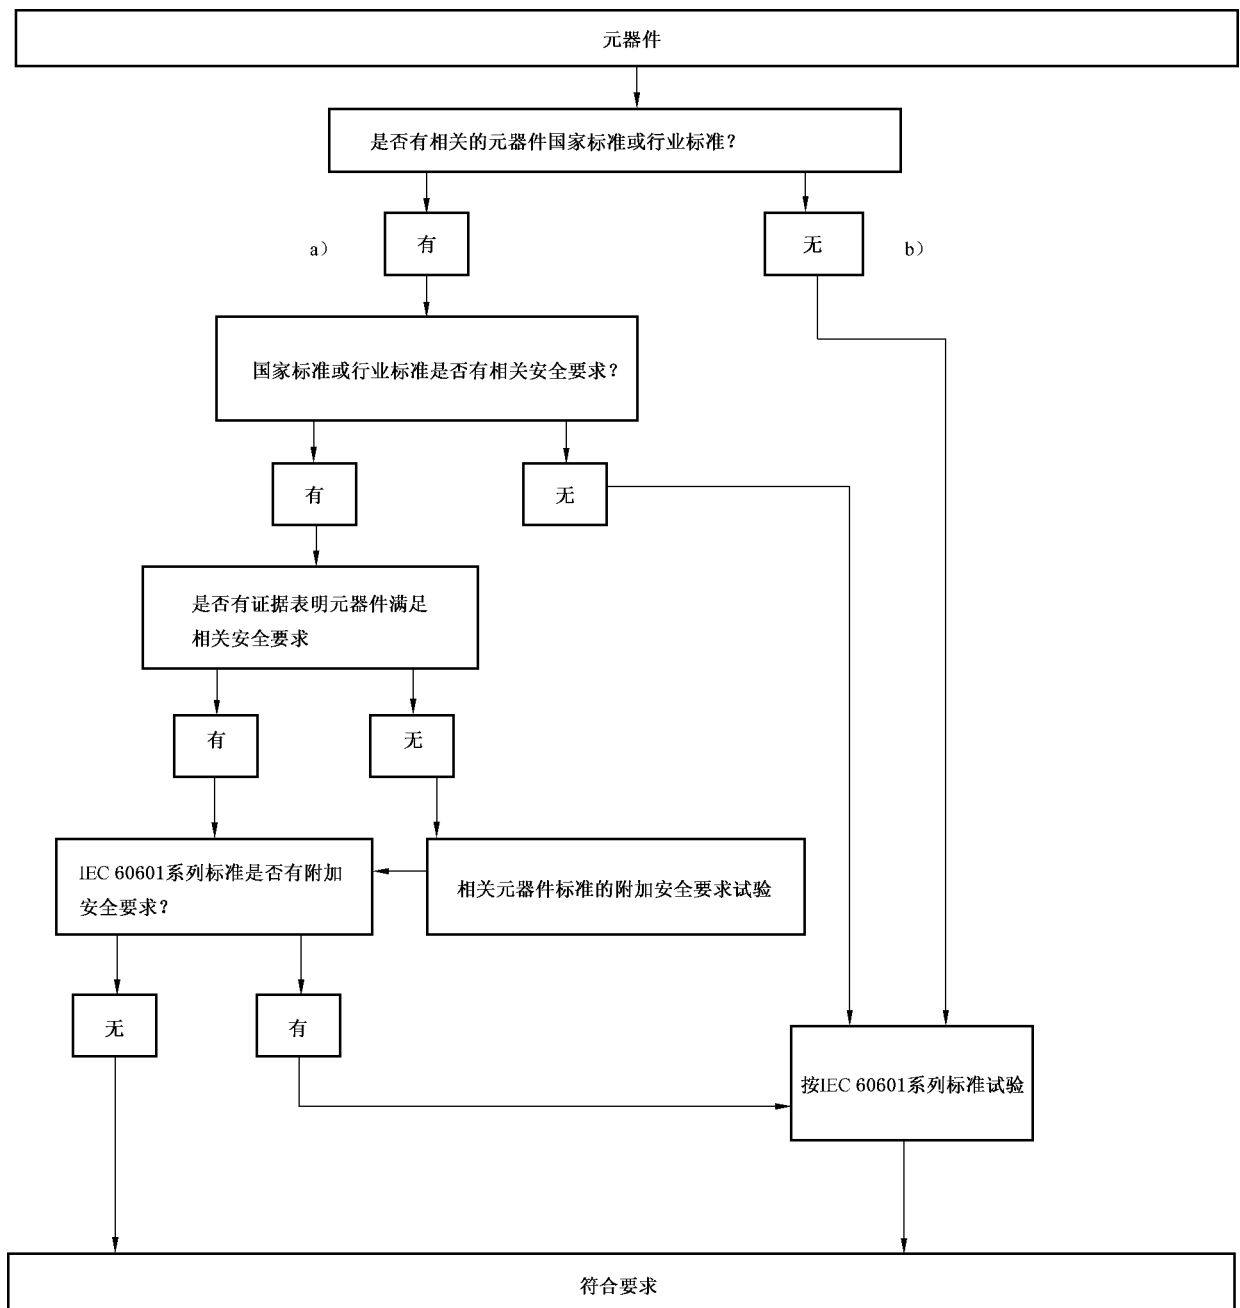 元器件
是否有相关的元器件国家标准或行业标准？
a）
有
无
b）
国家标准或行业标准是否有相关安全要求？
有
无
是否有证据表明元器件满足
相关安全要求
有
无
IEC 60601系列标准是否有附加
安全要求？
相关元器件标准的附加安全要求试验
无
有
按IEC 60601系列标准试验
符合要求